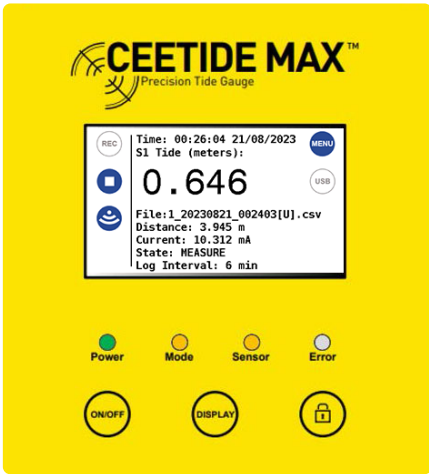 CEETIDE MAX™
Precision Tide Gauge
REC
Time: 00:26:04 21/08/2023
MENU
S1 Tide (meters):
0.646
USB
File:1_20230821_002403[U].csv
Distance: 3.945 m
Current: 10.312 mA
State: MEASURE
Log Interval: 6 min
Power
Mode
Sensor
Error
ON/OFF
DISPLAY